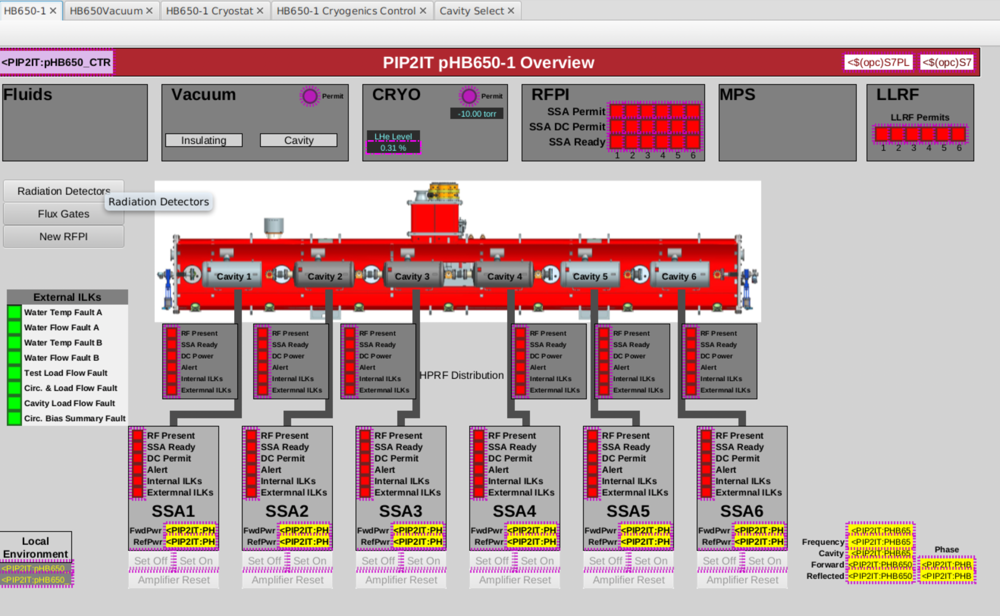 HB650-1 HB650Vacuum HB650-1 Cryostat HB650-1 Cryogenics Control Cavity Select
<PIP2IT:pHB650_CTR PIP2IT pHB650-1 Overview <$(opc)S7PL <$(opc)S7
Fluids
Vacuum
Permit
Insulating Cavity
CRYO
Permit
-10.00 torr
LHe Level
0.31 %
RFPI
SSA Permit
SSA DC Permit
SSA Ready
1 2 3 4 5 6
MPS
LLRF
LLRF Permits
1 2 3 4 5 6
Radiation Detectors
Radiation Detectors
Flux Gates
New RFPI
Cavity 1 Cavity 2 Cavity 3 Cavity 4 Cavity 5 Cavity 6
External ILKs
Water Temp Fault A
Water Flow Fault A
Water Temp Fault B
Water Flow Fault B
Test Load Flow Fault
Circ. & Load Flow Fault
Cavity Load Flow Fault
Circ. Bias Summary Fault
RF Present
SSA Ready
DC Power
Alert
Internal ILKs
Extermnal ILKs
RF Present
SSA Ready
DC Power
Alert
Internal ILKs
Extermnal ILKs
RF Present
SSA Ready
DC Power
Alert
Internal ILKs
Extermnal ILKs
HPRF Distribution
RF Present
SSA Ready
DC Power
Alert
Internal ILKs
Extermnal ILKs
RF Present
SSA Ready
DC Power
Alert
Internal ILKs
Extermnal ILKs
RF Present
SSA Ready
DC Power
Alert
Internal ILKs
Extermnal ILKs
RF Present
SSA Ready
DC Permit
Alert
Internal ILKs
Extermnal ILKs
SSA1
FwdPwr <PIP2IT:PH
RefPwr <PIP2IT:PH
Set Off Set On
Amplifier Reset
RF Present
SSA Ready
DC Permit
Alert
Internal ILKs
Extermnal ILKs
SSA2
FwdPwr <PIP2IT:PH
RefPwr <PIP2IT:PH
Set Off Set On
Amplifier Reset
RF Present
SSA Ready
DC Permit
Alert
Internal ILKs
Extermnal ILKs
SSA3
FwdPwr <PIP2IT:PH
RefPwr <PIP2IT:PH
Set Off Set On
Amplifier Reset
RF Present
SSA Ready
DC Permit
Alert
Internal ILKs
Extermnal ILKs
SSA4
FwdPwr <PIP2IT:PH
RefPwr <PIP2IT:PH
Set Off Set On
Amplifier Reset
RF Present
SSA Ready
DC Permit
Alert
Internal ILKs
Extermnal ILKs
SSA5
FwdPwr <PIP2IT:PH
RefPwr <PIP2IT:PH
Set Off Set On
Amplifier Reset
RF Present
SSA Ready
DC Permit
Alert
Internal ILKs
Extermnal ILKs
SSA6
FwdPwr <PIP2IT:PH
RefPwr <PIP2IT:PH
Set Off Set On
Amplifier Reset
Local
Environment
<PIP2IT:pHB650_
<PIP2IT:pHB650_
<PIP2IT:PHB65
Frequency <PIP2IT:PHB65
Phase
Cavity <PIP2IT:PHB65
Forward <PIP2IT:PHB650 <PIP2IT:PHB
Reflected <PIP2IT:PHB650 <PIP2IT:PHB